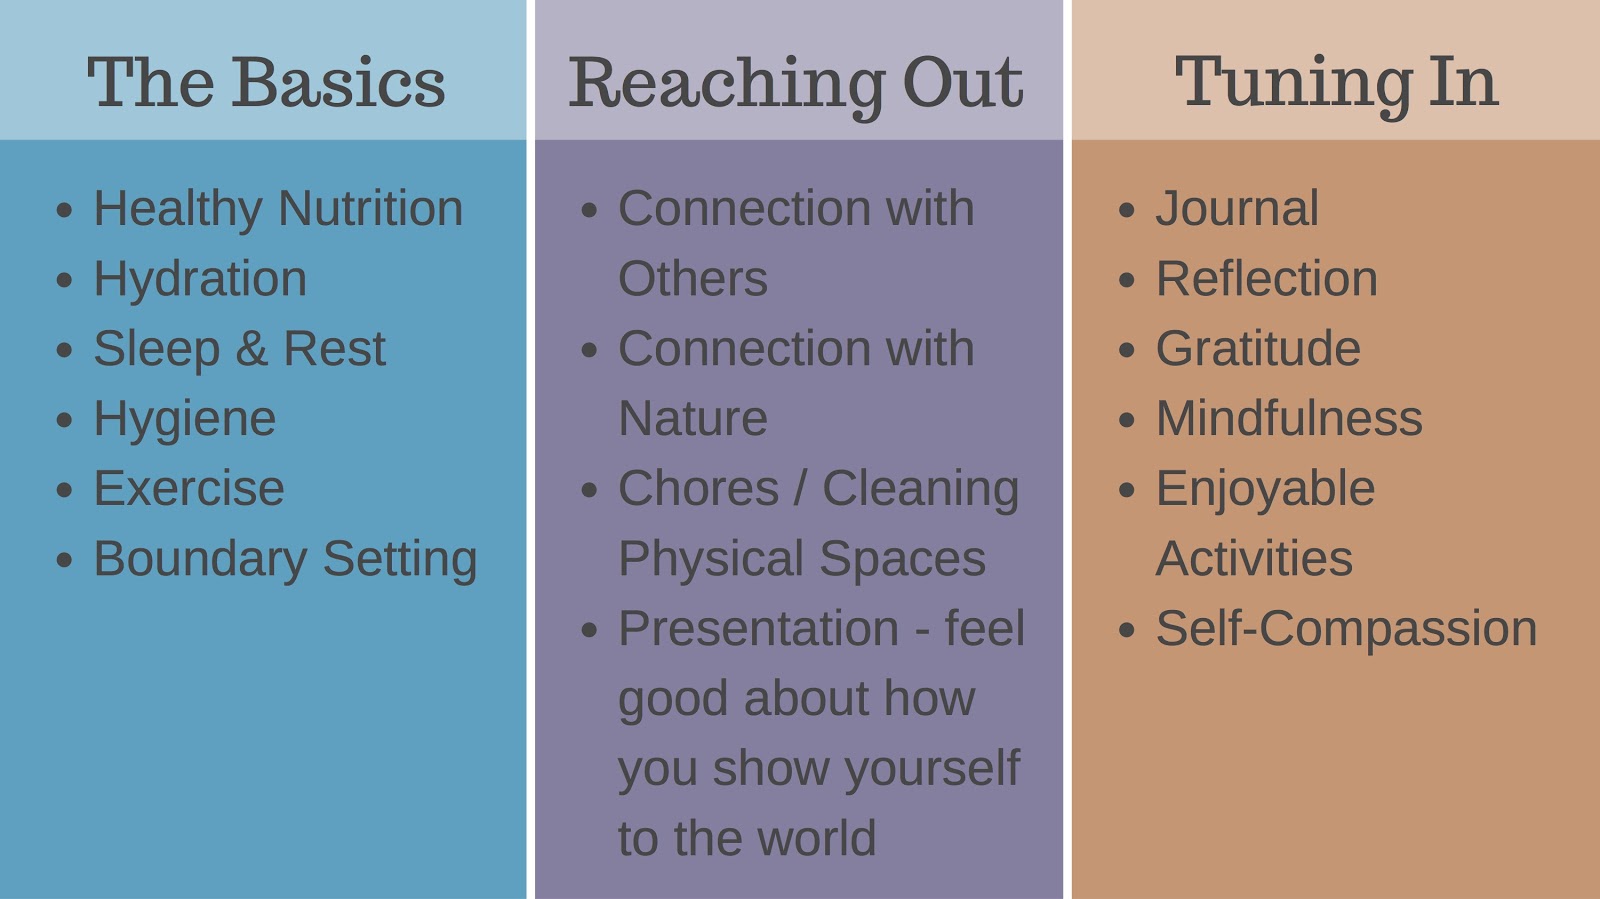 The Basics
• Healthy Nutrition
• Hydration
• Sleep & Rest
• Hygiene
• Exercise
• Boundary Setting
Reaching Out
• Connection with
Others
• Connection with
Nature
• Chores / Cleaning
Physical Spaces
• Presentation - feel
good about how
you show yourself
to the world
Tuning In
• Journal
• Reflection
• Gratitude
• Mindfulness
• Enjoyable
Activities
• Self-Compassion